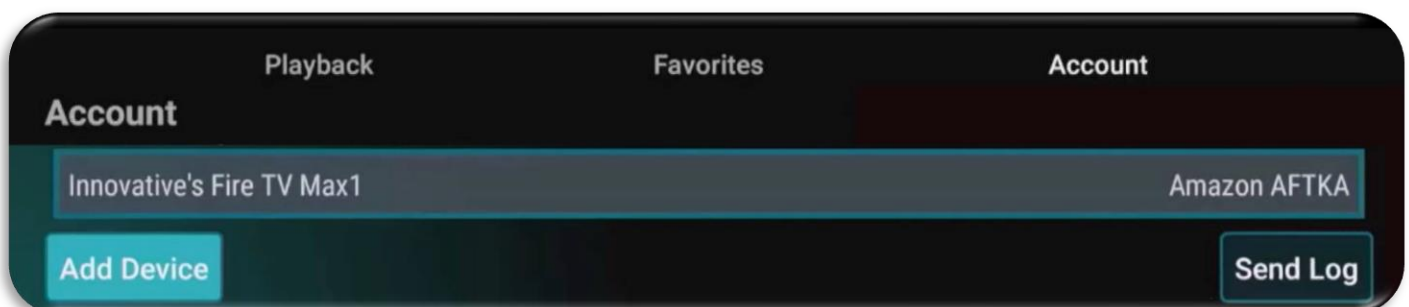 Playback Favorites Account
Account
Innovative's Fire TV Max1 Amazon AFTKA
Add Device Send Log